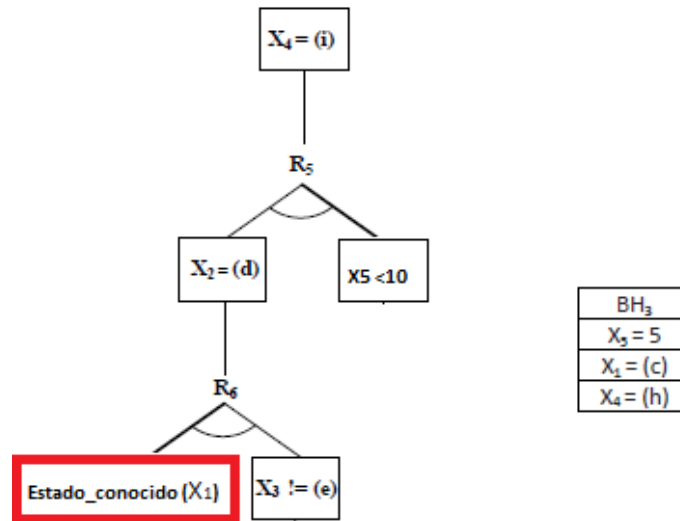 X₄ = (i)
R₅
X₂ = (d)
X5 <10
R₆
Estado_conocido (X₁)
X₃ != (e)
BH₃
X₅ = 5
X₁ = (c)
X₄ = (h)